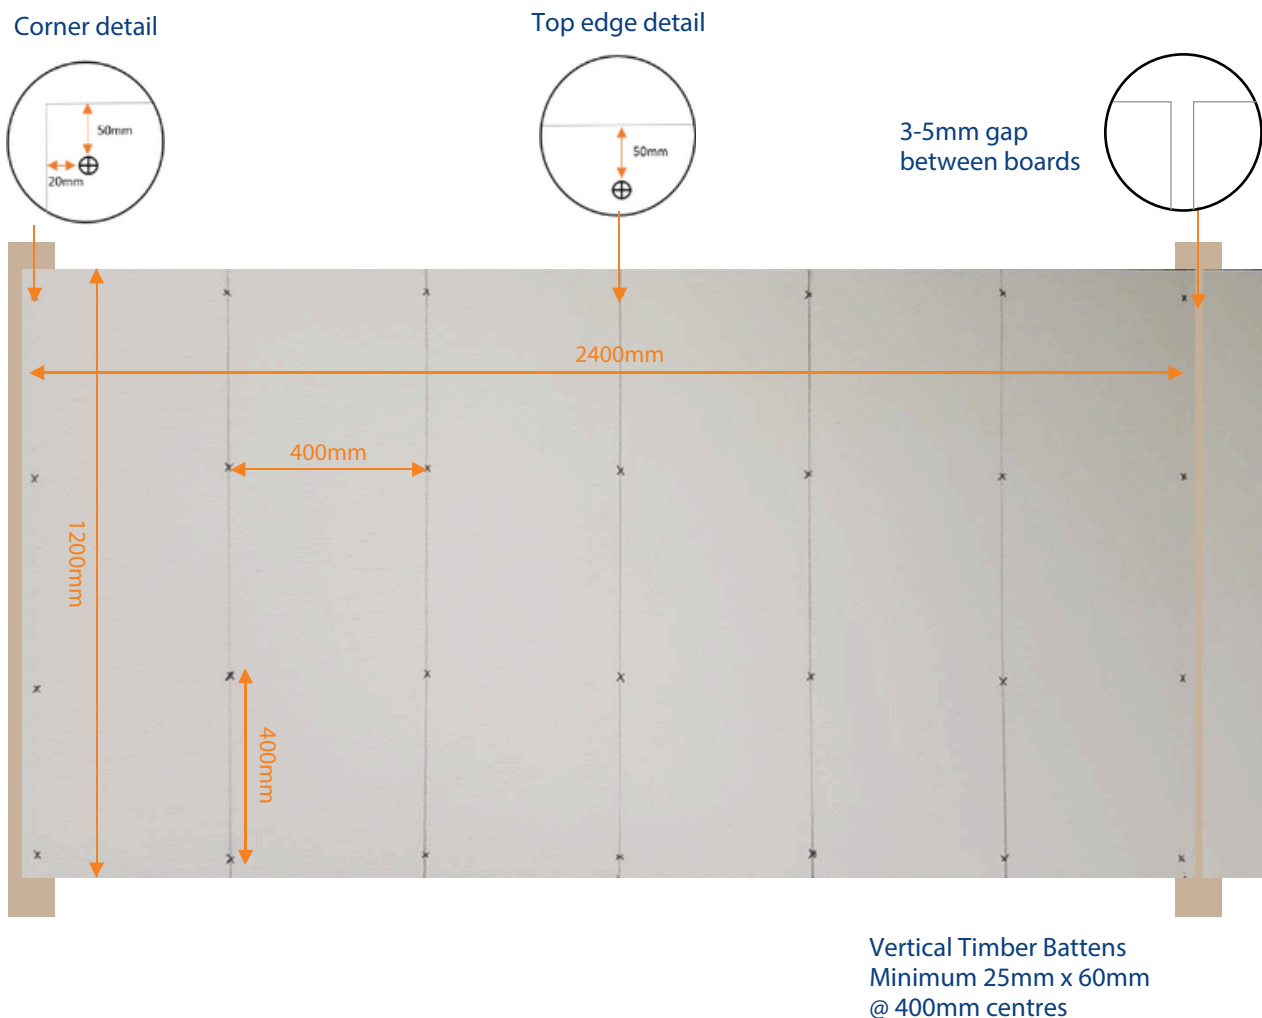 Corner detail
Top edge detail
50mm
20mm
50mm
3-5mm gap
between boards
2400mm
400mm
1200mm
400mm
Vertical Timber Battens
Minimum 25mm x 60mm
@ 400mm centres